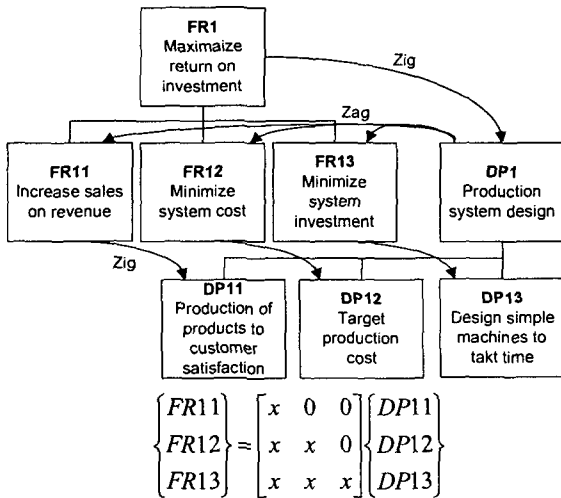 FR1
Maximaize
return on
investment
Zig
Zag
FR11
Increase sales
on revenue
FR12
Minimize
system cost
FR13
Minimize
system
investment
DP1
Production
system design
Zig
DP11
Production of
products to
customer
satisfaction
DP12
Target
production
cost
DP13
Design simple
machines to
takt time
{FR11} [x 0 0] {DP11}
{FR12} = [x x 0] {DP12}
{FR13} [x x x] {DP13}